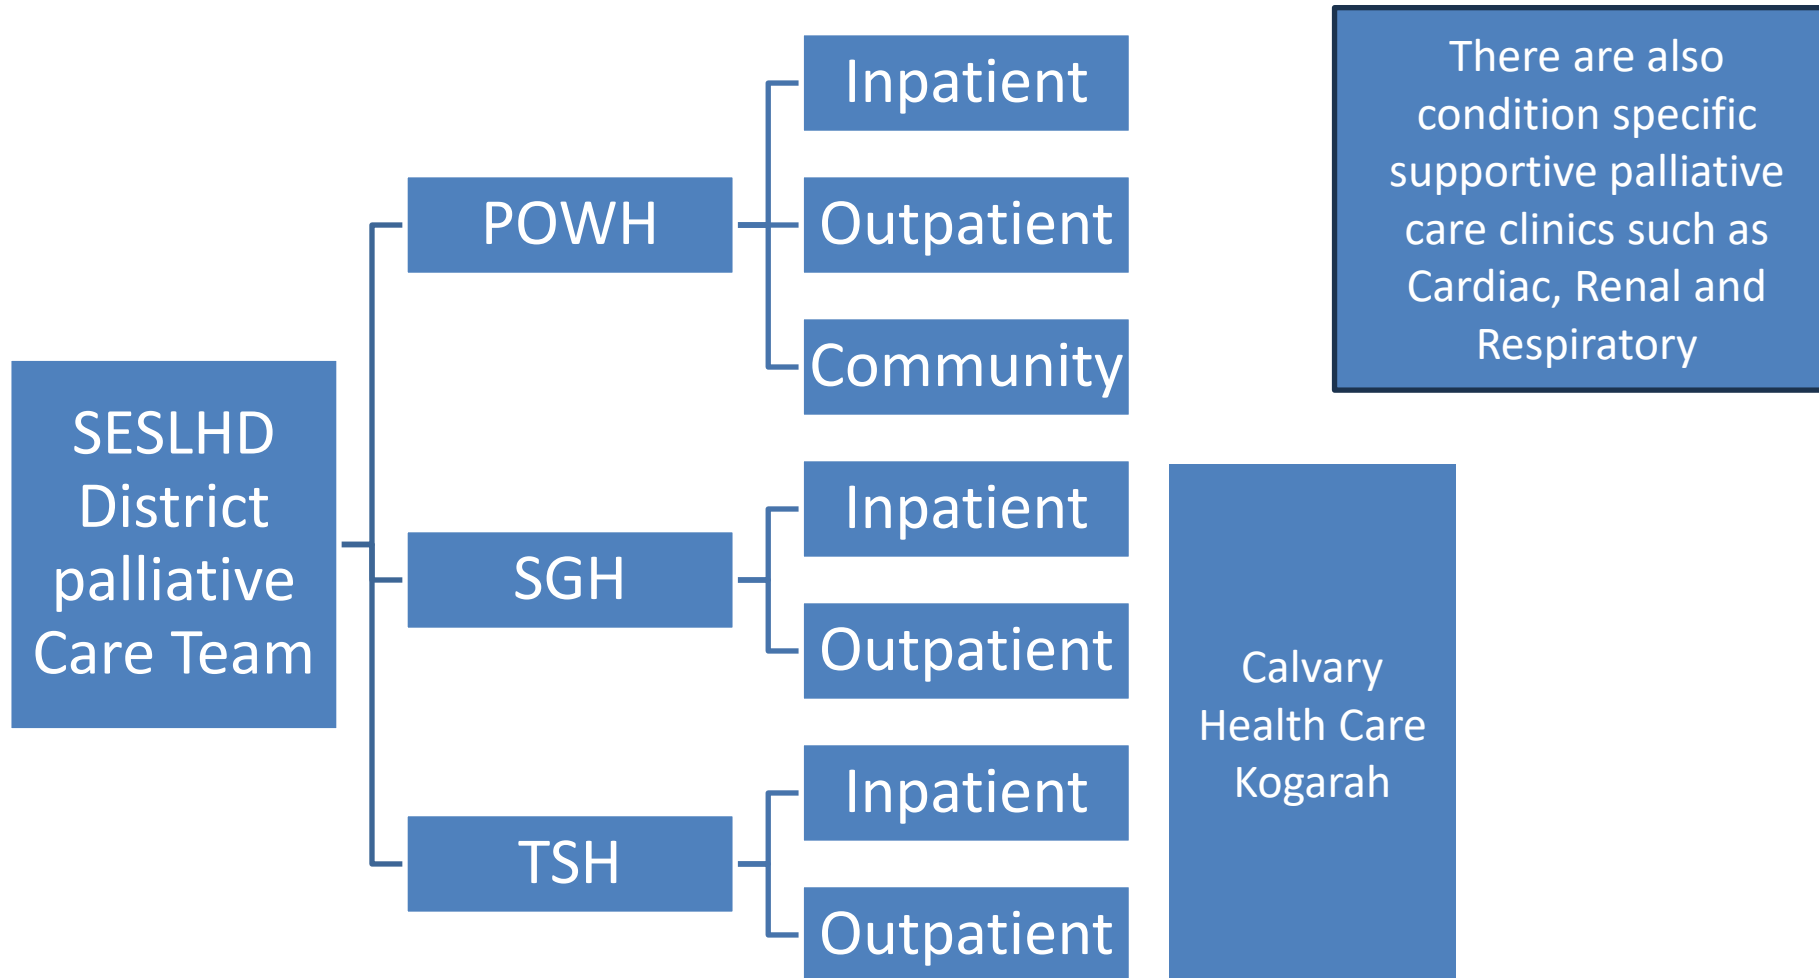 SESLHD
District
palliative
Care Team
POWH
Inpatient
Outpatient
Community
SGH
Inpatient
Outpatient
TSH
Inpatient
Outpatient
Calvary
Health Care
Kogarah
There are also
condition specific
supportive palliative
care clinics such as
Cardiac, Renal and
Respiratory